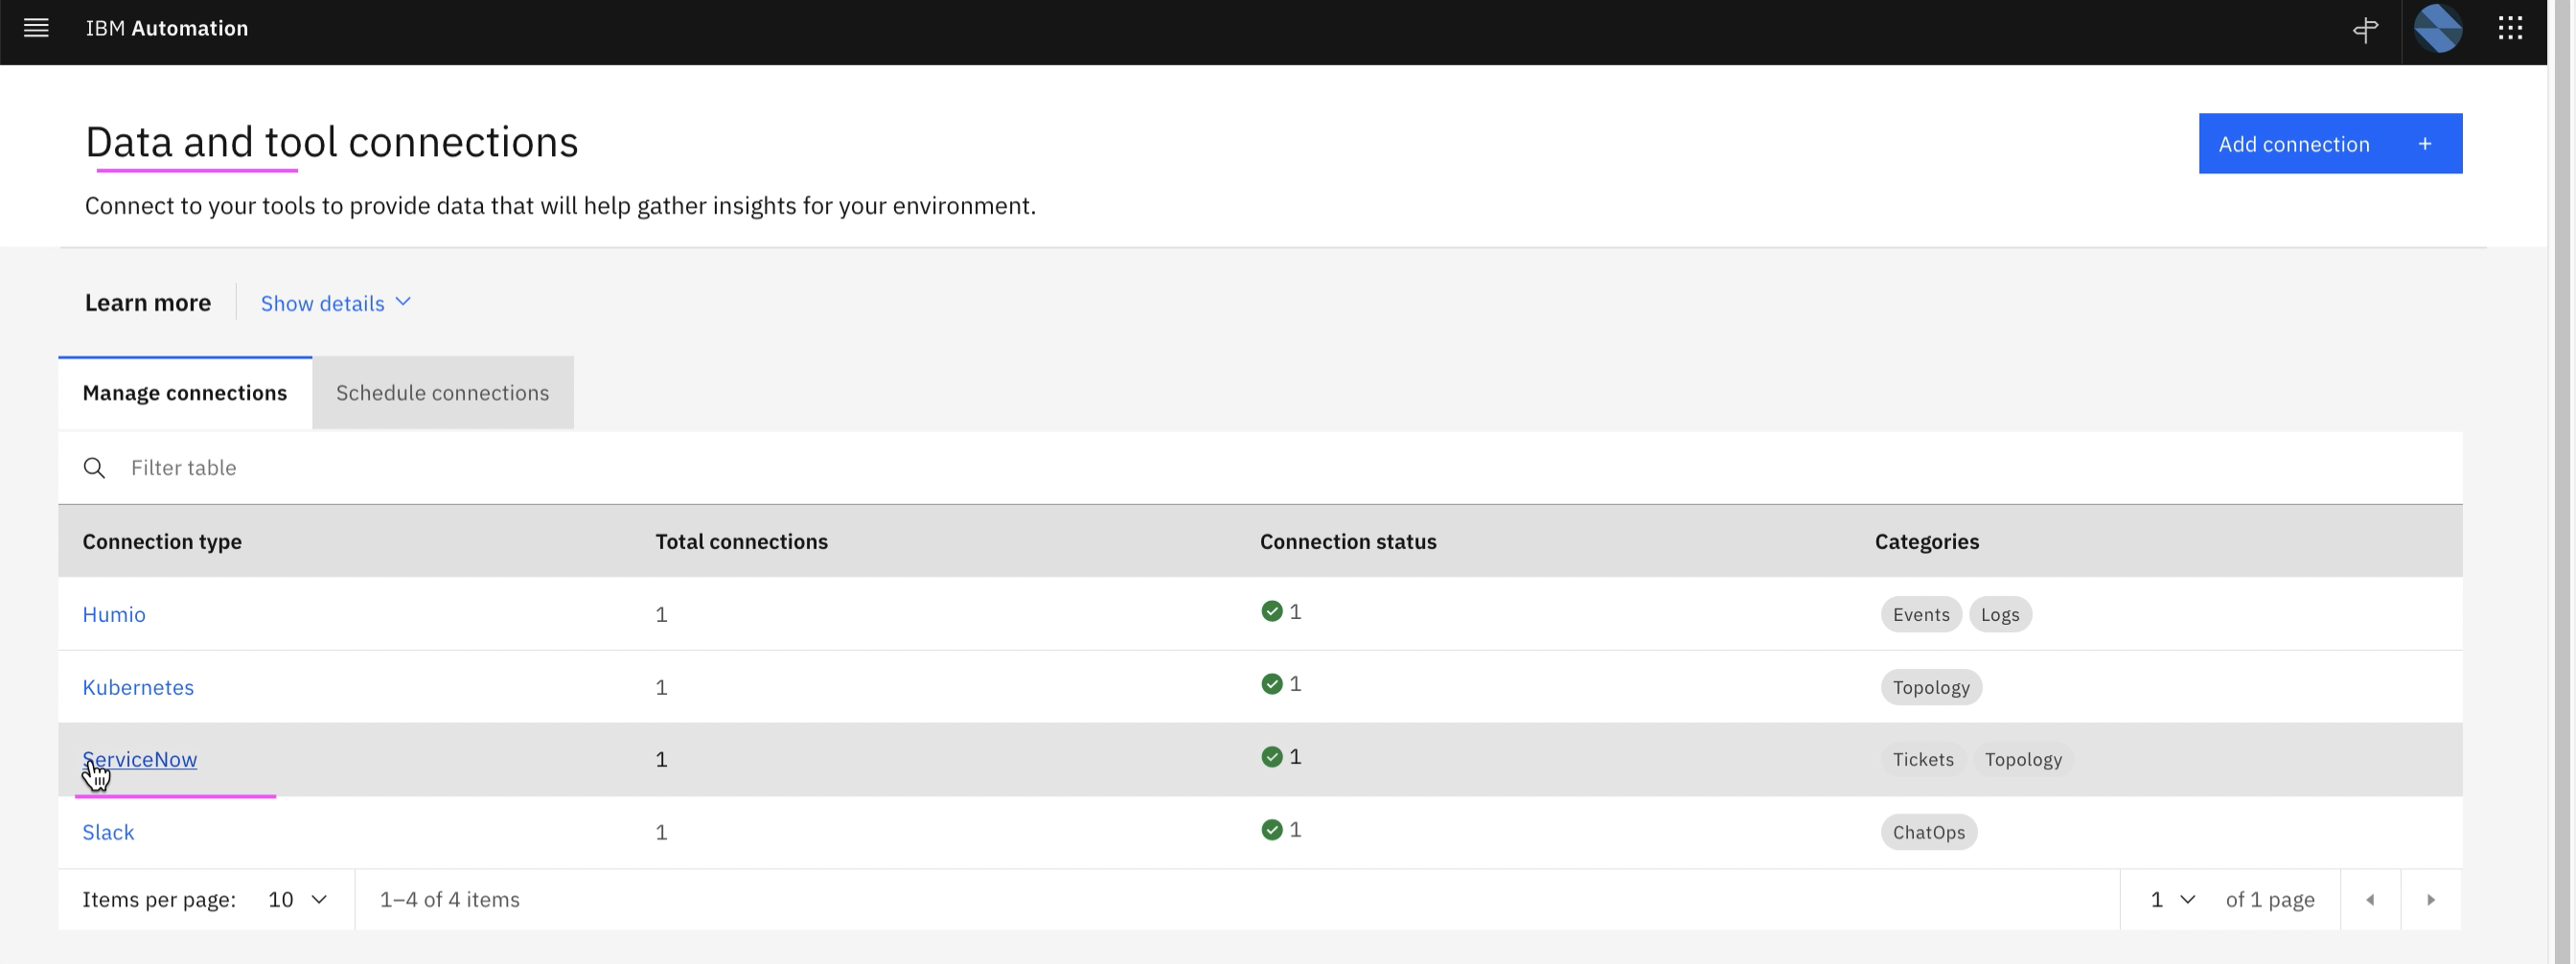 IBM Automation
Data and tool connections
Add connection +
Connect to your tools to provide data that will help gather insights for your environment.
Learn more Show details
Manage connections Schedule connections
Filter table
Connection type Total connections Connection status Categories
Humio 1 1 Events Logs
Kubernetes 1 1 Topology
ServiceNow 1 1 Tickets Topology
Slack 1 1 ChatOps
Items per page: 10 1–4 of 4 items 1 of 1 page